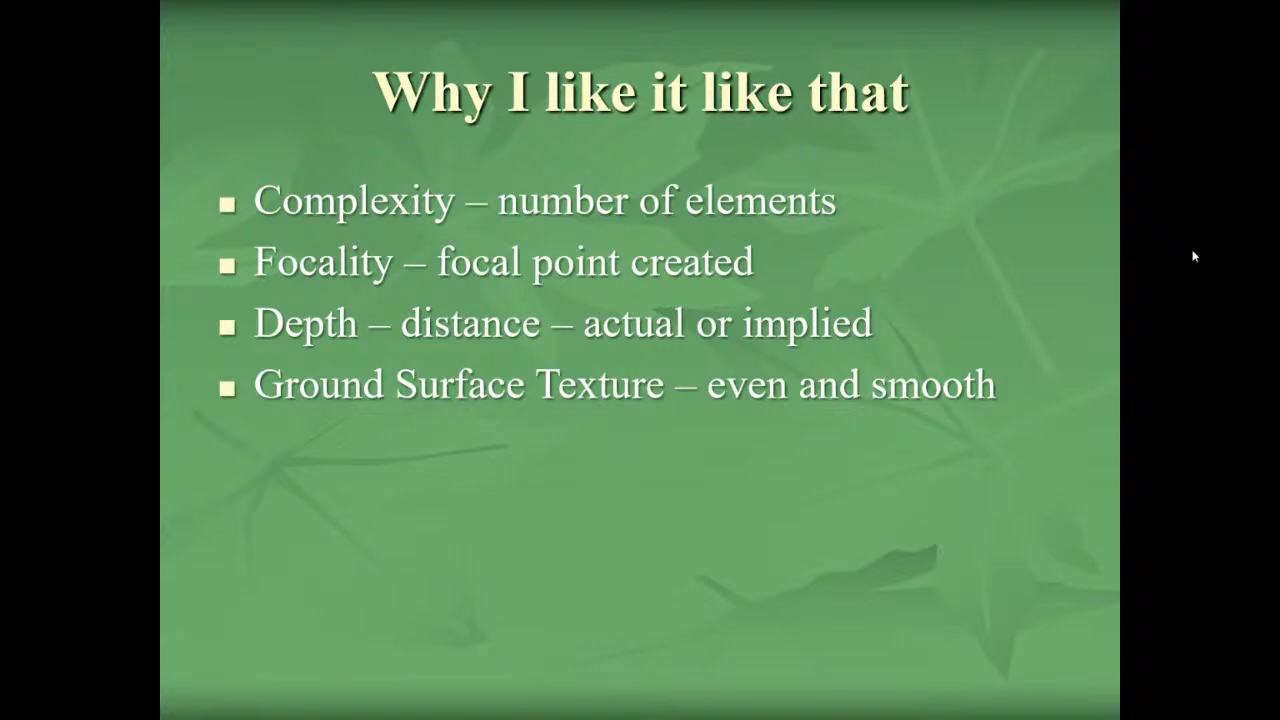 Why I like it like that
Complexity – number of elements
Focality – focal point created
Depth – distance – actual or implied
Ground Surface Texture – even and smooth